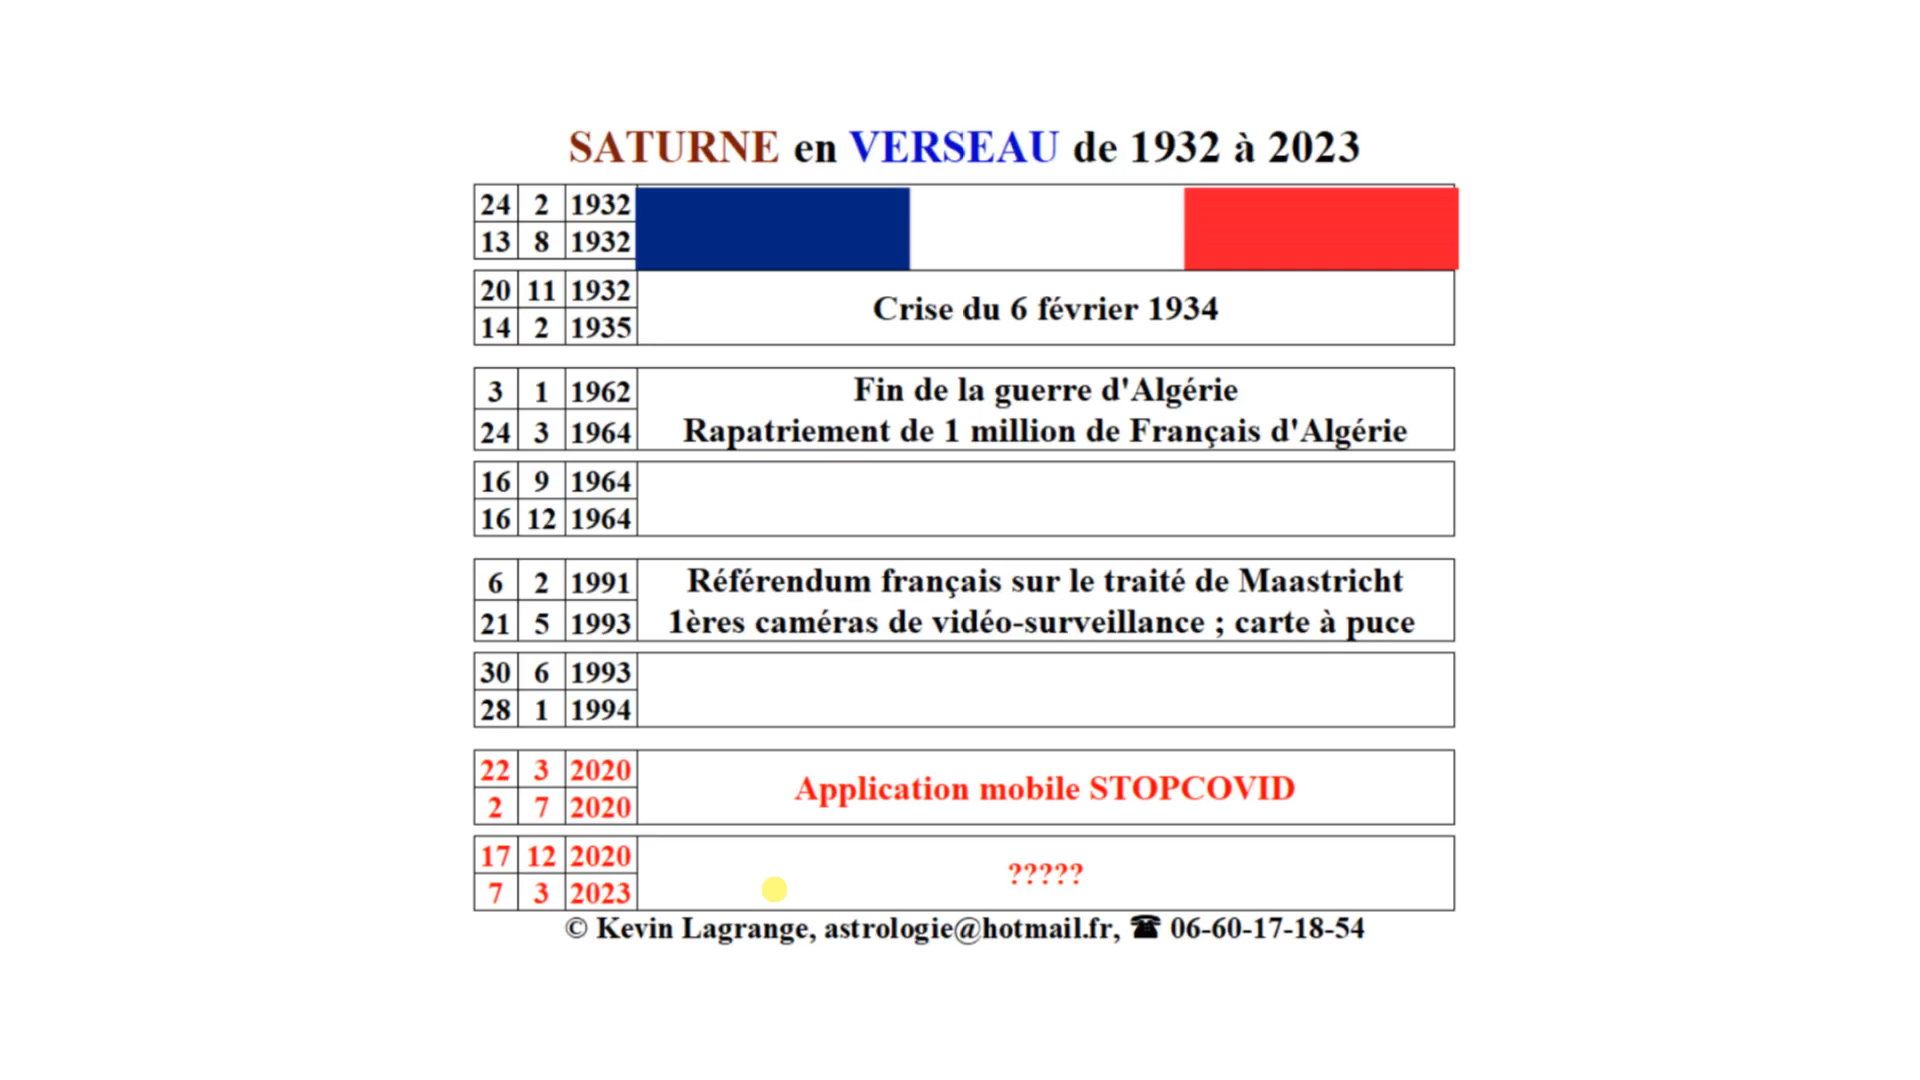 SATURNE en VERSEAU de 1932 à 2023
24 2 1932
13 8 1932
20 11 1932
14 2 1935
Crise du 6 février 1934
3 1 1962
24 3 1964
Fin de la guerre d'Algérie
Rapatriement de 1 million de Français d'Algérie
16 9 1964
16 12 1964
6 2 1991
21 5 1993
Référendum français sur le traité de Maastricht
1ères caméras de vidéo-surveillance ; carte à puce
30 6 1993
28 1 1994
22 3 2020
2 7 2020
Application mobile STOPCOVID
17 12 2020
7 3 2023
?????
© Kevin Lagrange, astrologie@hotmail.fr, ☎ 06-60-17-18-54